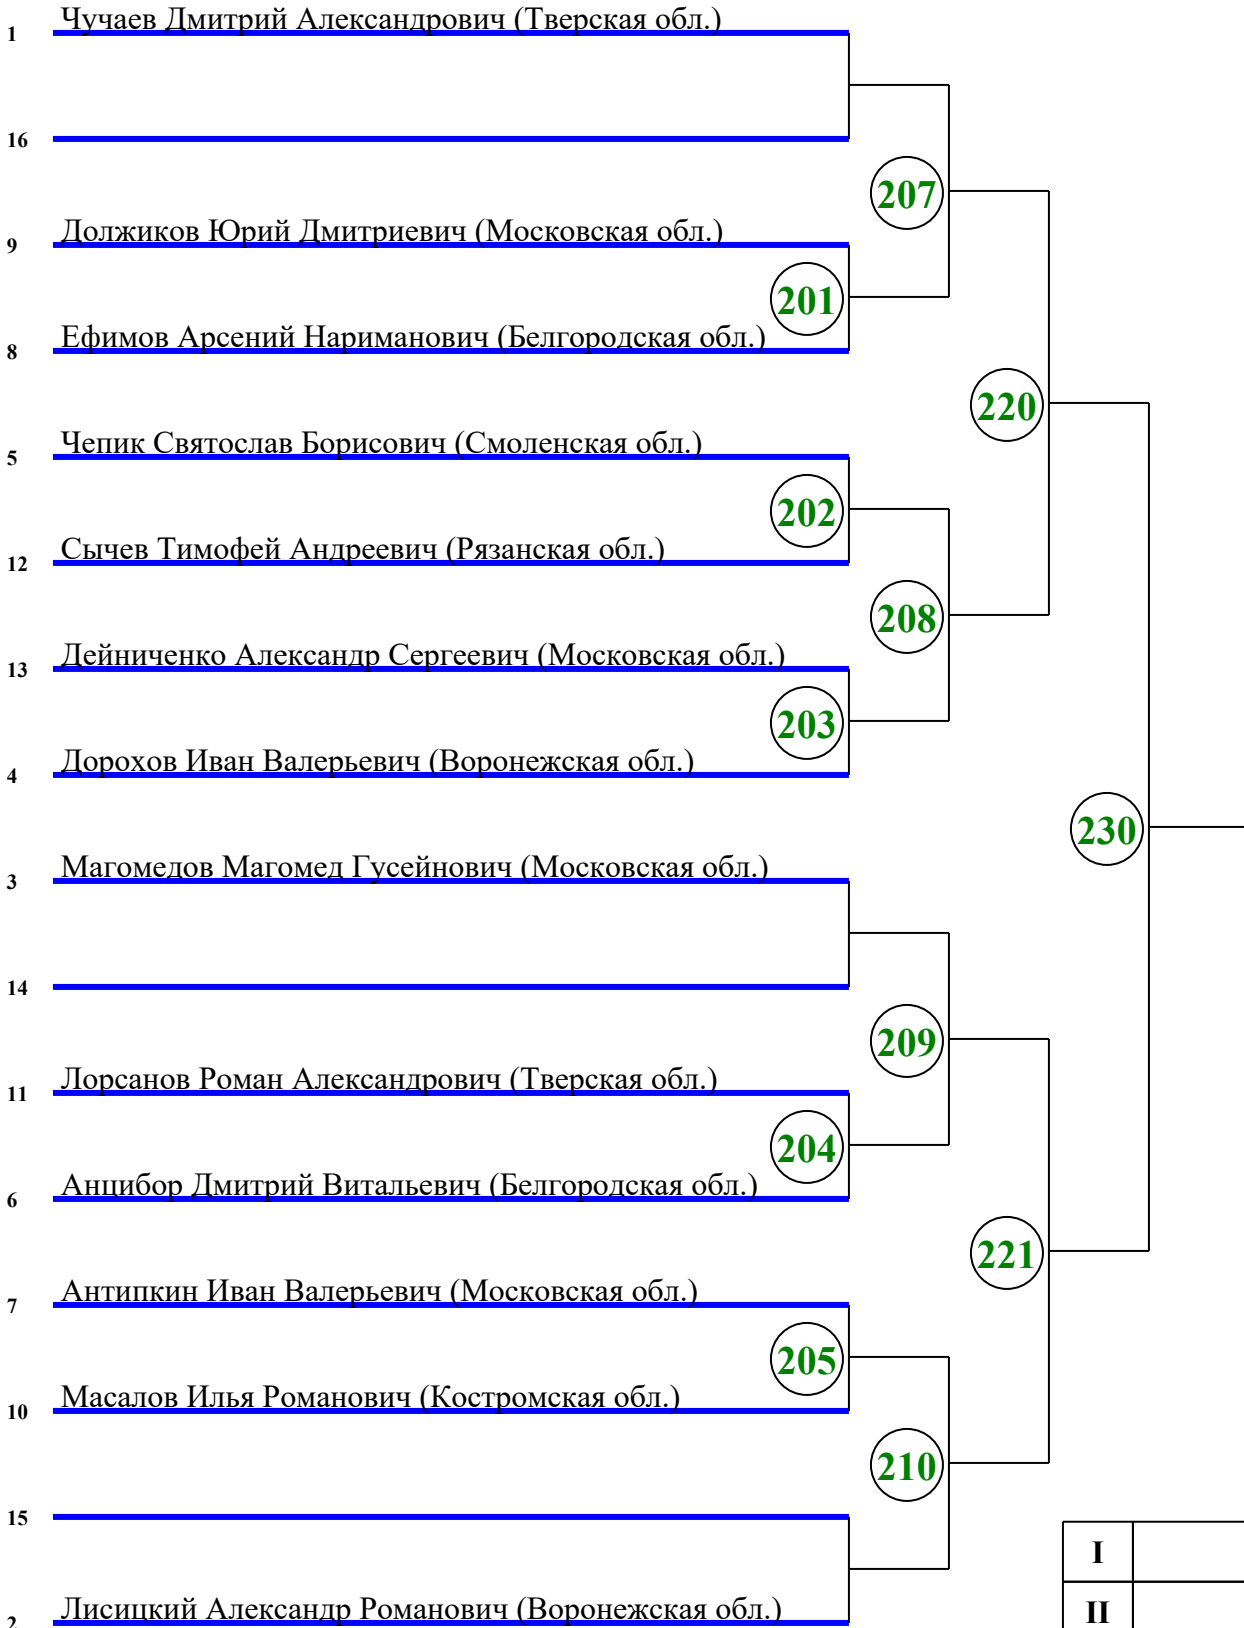 1 Чучаев Дмитрий Александрович (Тверская обл.)
16
207
9 Должиков Юрий Дмитриевич (Московская обл.)
201
8 Ефимов Арсений Нариманович (Белгородская обл.)
220
5 Чепик Святослав Борисович (Смоленская обл.)
202
12 Сычев Тимофей Андреевич (Рязанская обл.)
208
13 Дейниченко Александр Сергеевич (Московская обл.)
203
4 Дорохов Иван Валерьевич (Воронежская обл.)
230
3 Магомедов Магомед Гусейнович (Московская обл.)
14
209
11 Лорсанов Роман Александрович (Тверская обл.)
204
6 Анцибор Дмитрий Витальевич (Белгородская обл.)
221
7 Антипкин Иван Валерьевич (Московская обл.)
205
10 Масалов Илья Романович (Костромская обл.)
210
15
I
2 Лисицкий Александр Романович (Воронежская обл.)
II